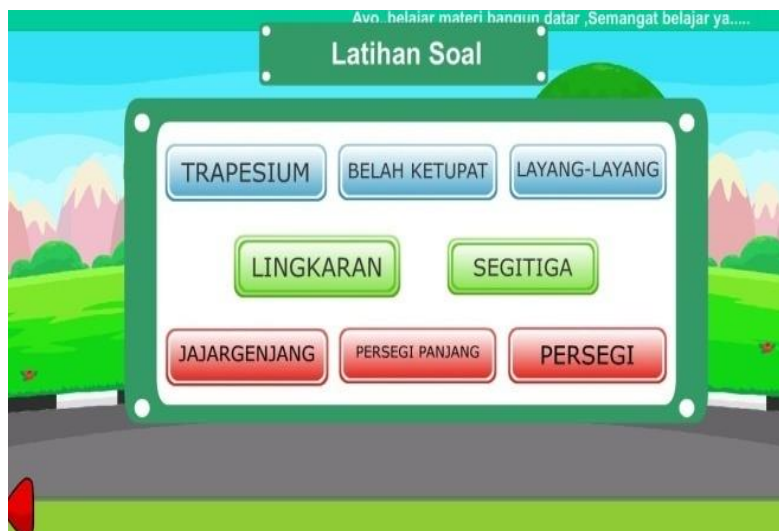 Ayo..belajar materi bangun datar ,Semangat belajar ya.....
Latihan Soal
TRAPESIUM
BELAH KETUPAT
LAYANG-LAYANG
LINGKARAN
SEGITIGA
JAJARGENJANG
PERSEGI PANJANG
PERSEGI